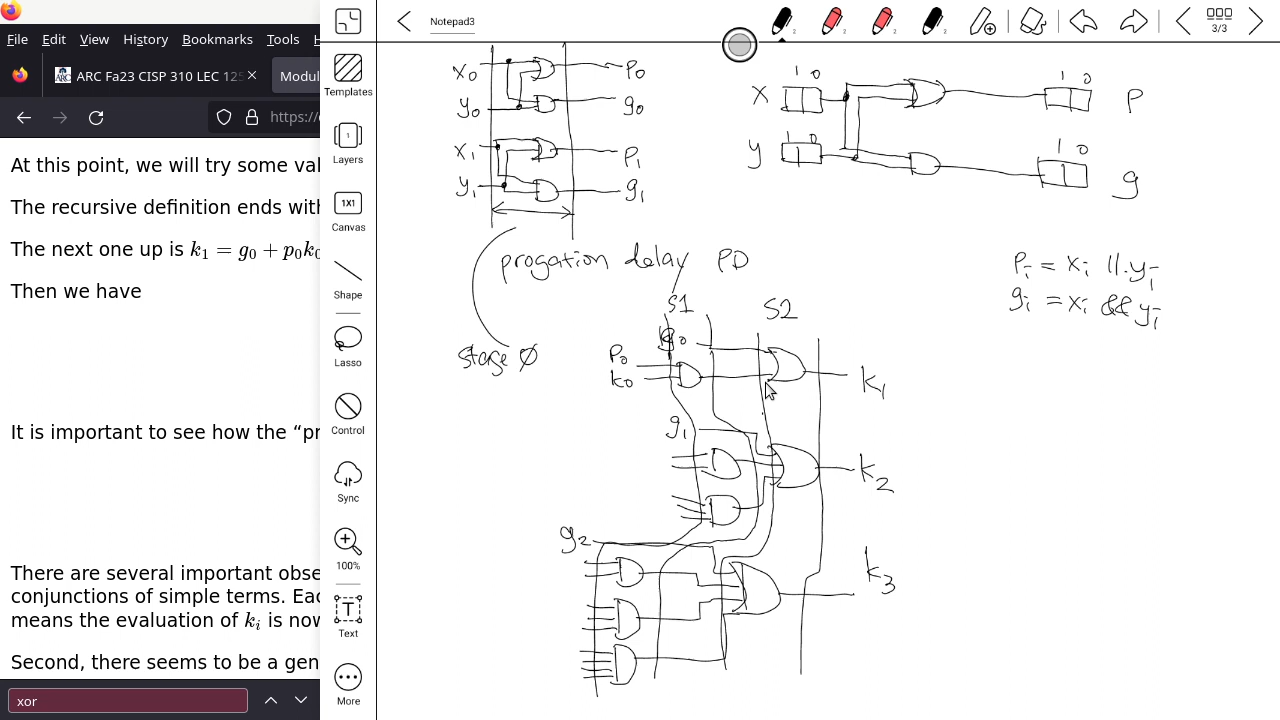 Notepad3
3/3
File Edit View History Bookmarks Tools
ARC Fa23 CISP 310 LEC 125
Modul
https://
At this point, we will try some val
The recursive definition ends with
The next one up is k₁ = g₀ + p₀k₀
Then we have
It is important to see how the “pr
There are several important obse
conjunctions of simple terms. Eac
means the evaluation of kᵢ is now
Second, there seems to be a gen
xor
Templates
Layers
1X1
Canvas
Shape
Lasso
Control
Sync
100%
Text
More
x₀ p₀
y₀ g₀
x₁ p₁
y₁ g₁
1 0 1 0
x p
1 0 1 0
y g
progation delay PD
stage ∅
pᵢ = xᵢ || yᵢ
gᵢ = xᵢ && yᵢ
S1 S2
g₀
p₀
k₀
k₁
g₁
k₂
g₂
k₃